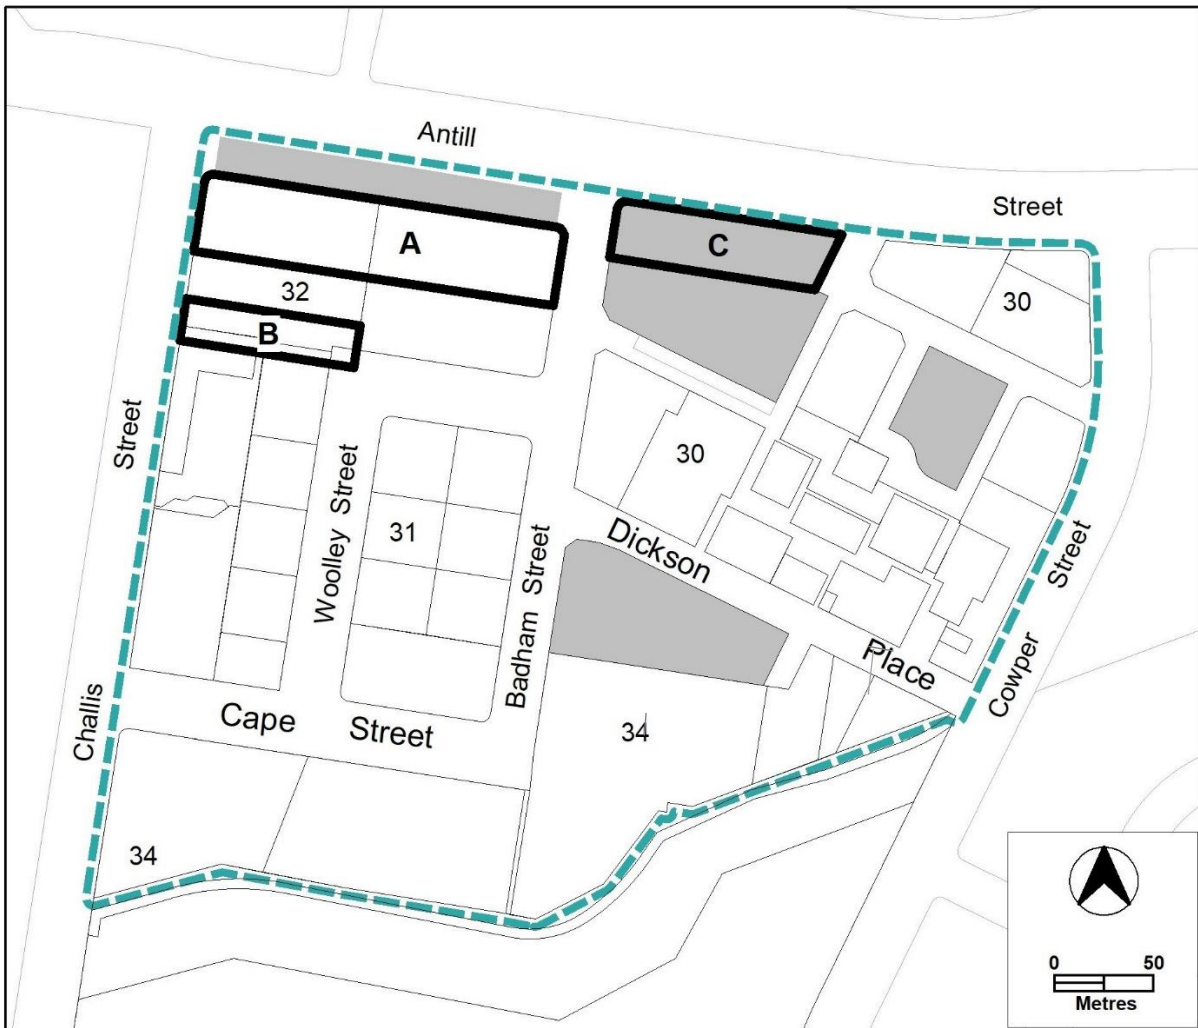 Antill
Street
A
C
32
30
B
Street
Woolley Street
31
30
Badham Street
Dickson
Place
Street
Cowper
Cape Street
Challis
34
34
0 50
Metres